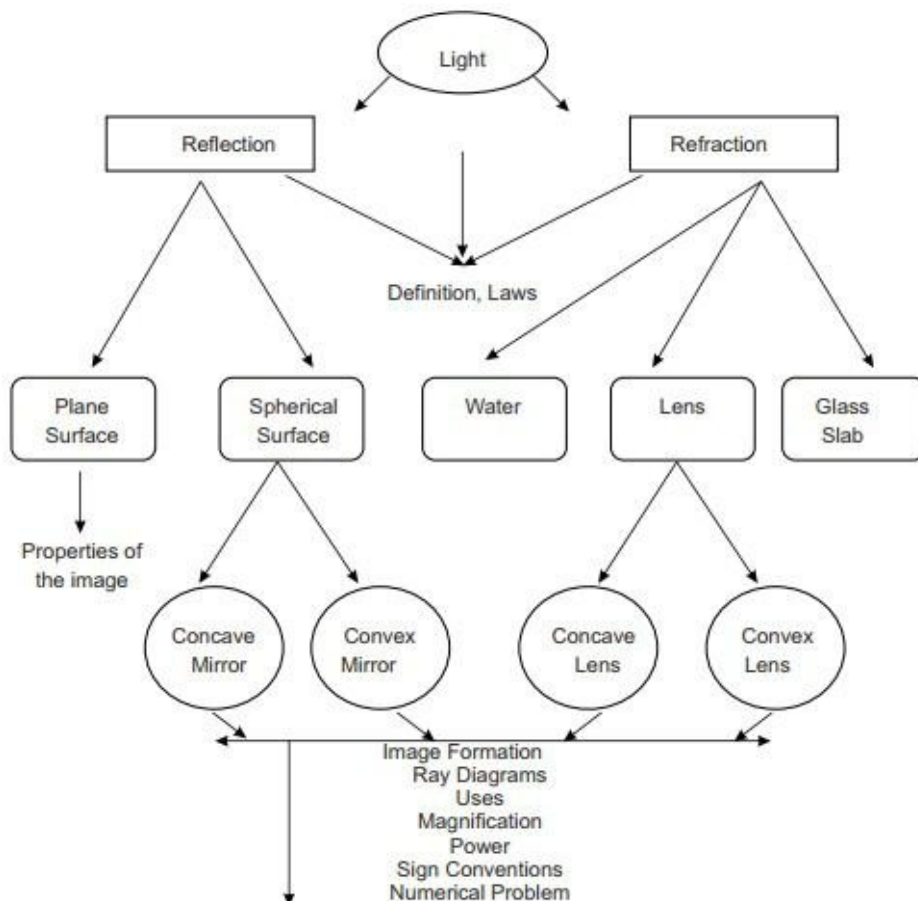 Light
Reflection
Refraction
Definition, Laws
Plane
Surface
Spherical
Surface
Water
Lens
Glass
Slab
Properties of
the image
Concave
Mirror
Convex
Mirror
Concave
Lens
Convex
Lens
Image Formation
Ray Diagrams
Uses
Magnification
Power
Sign Conventions
Numerical Problem